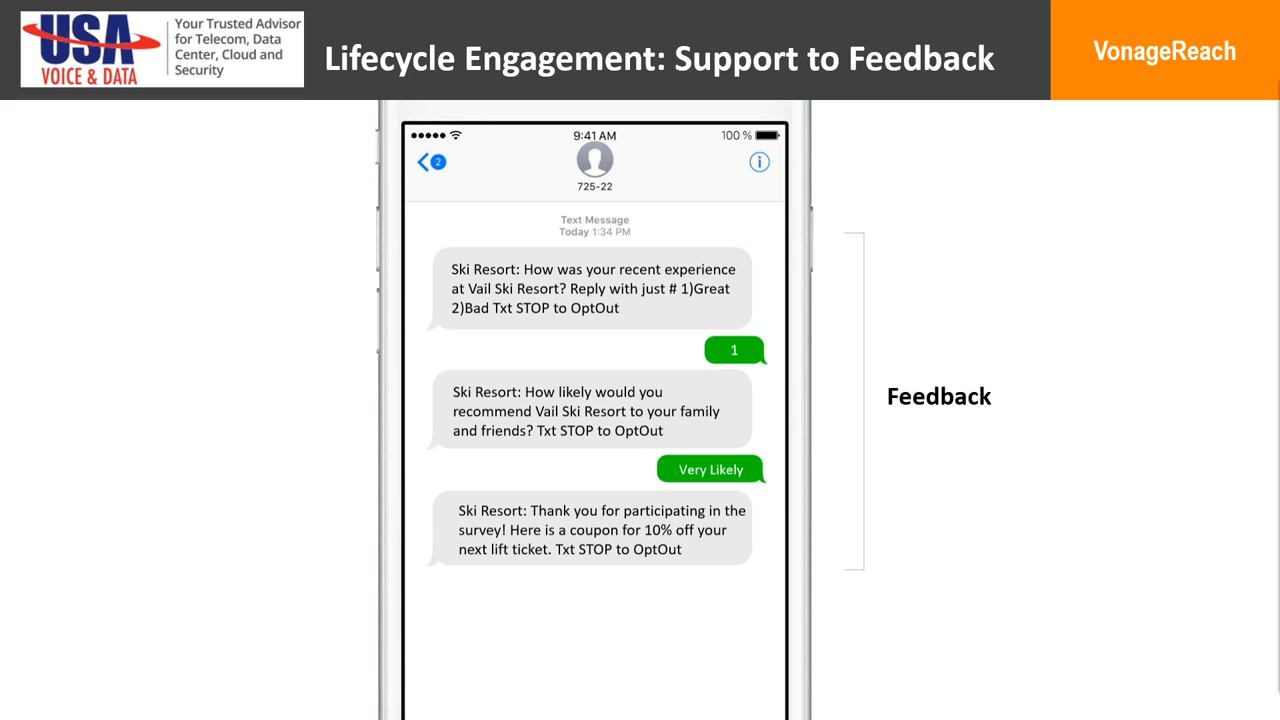 USA
VOICE & DATA
Your Trusted Advisor
for Telecom, Data
Center, Cloud and
Security
Lifecycle Engagement: Support to Feedback
VonageReach
9:41 AM
100 %
2
i
725-22
Text Message
Today 1:34 PM
Ski Resort: How was your recent experience
at Vail Ski Resort? Reply with just # 1)Great
2)Bad Txt STOP to OptOut
1
Ski Resort: How likely would you
recommend Vail Ski Resort to your family
and friends? Txt STOP to OptOut
Very Likely
Ski Resort: Thank you for participating in the
survey! Here is a coupon for 10% off your
next lift ticket. Txt STOP to OptOut
Feedback